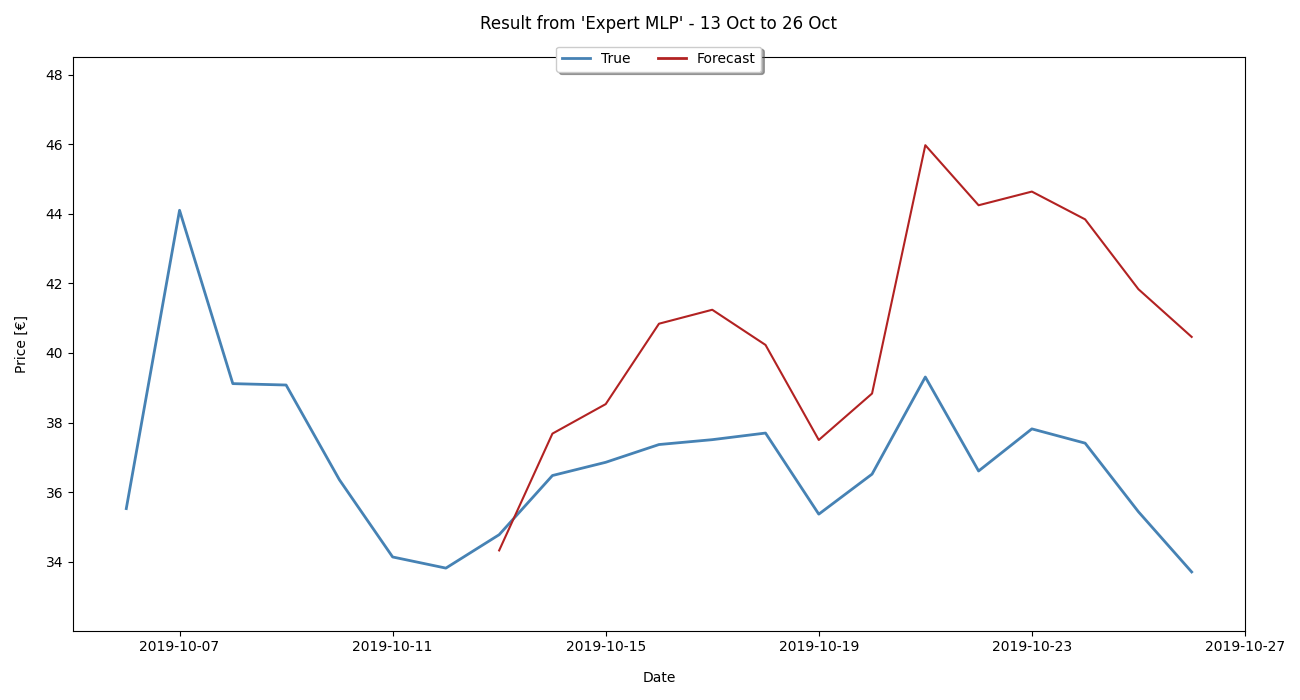 Result from 'Expert MLP' - 13 Oct to 26 Oct
True Forecast
48
46
44
42
40
38
36
34
Price [€]
2019-10-07 2019-10-11 2019-10-15 2019-10-19 2019-10-23 2019-10-27
Date